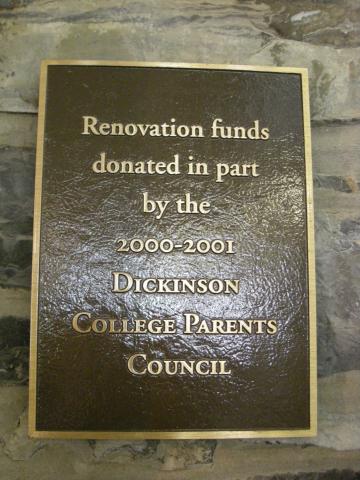 Renovation funds
donated in part
by the
2000-2001
Dickinson
College Parents
Council